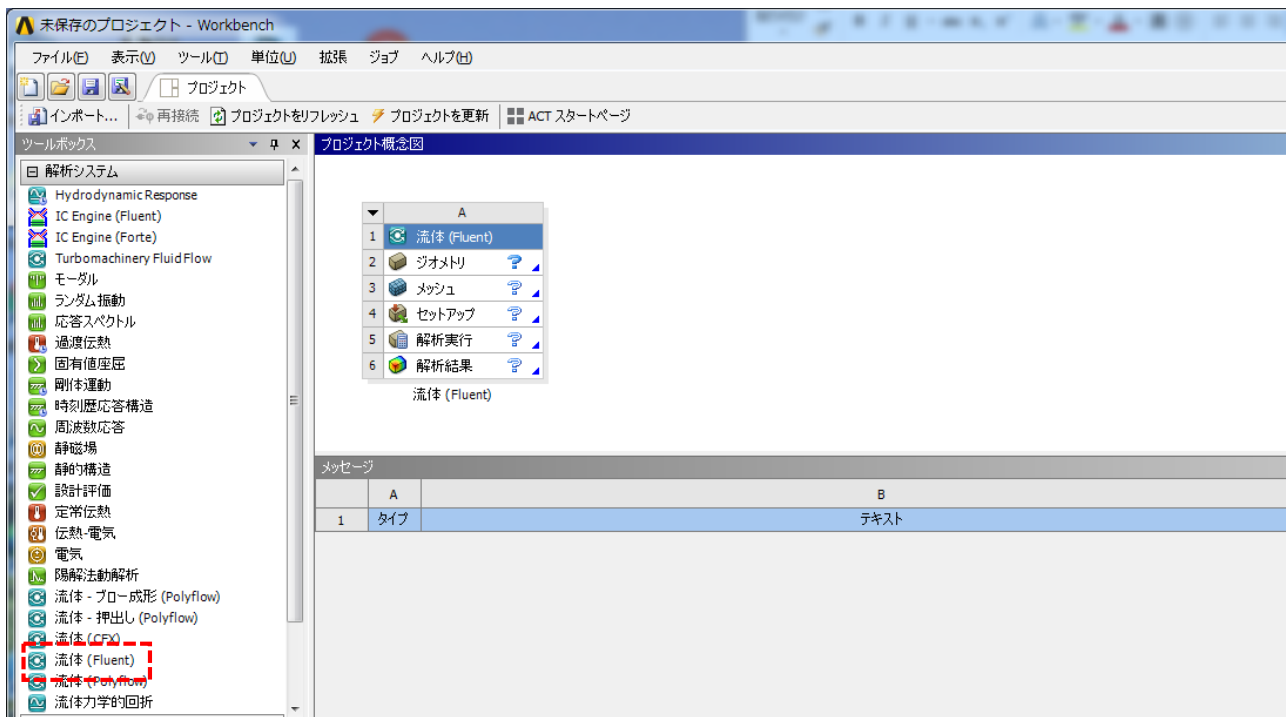 未保存のプロジェクト - Workbench
ファイル(F) 表示(V) ツール(T) 単位(U) 拡張 ジョブ ヘルプ(H)
プロジェクト
インポート... 再接続 プロジェクトをリフレッシュ プロジェクトを更新 ACT スタートページ
ツールボックス
プロジェクト概念図
解析システム
Hydrodynamic Response
IC Engine (Fluent)
IC Engine (Forte)
Turbomachinery Fluid Flow
モーダル
ランダム振動
応答スペクトル
過渡伝熱
固有値座屈
剛体運動
時刻歴応答構造
周波数応答
静磁場
静的構造
設計評価
定常伝熱
伝熱-電気
電気
陽解法動解析
流体 - ブロー成形 (Polyflow)
流体 - 押出し (Polyflow)
流体 (CFX)
流体 (Fluent)
流体 (Polyflow)
流体力学的回折
A
1 流体 (Fluent)
2 ジオメトリ ?
3 メッシュ ?
4 セットアップ ?
5 解析実行 ?
6 解析結果 ?
流体 (Fluent)
メッセージ
A B
1 タイプ テキスト